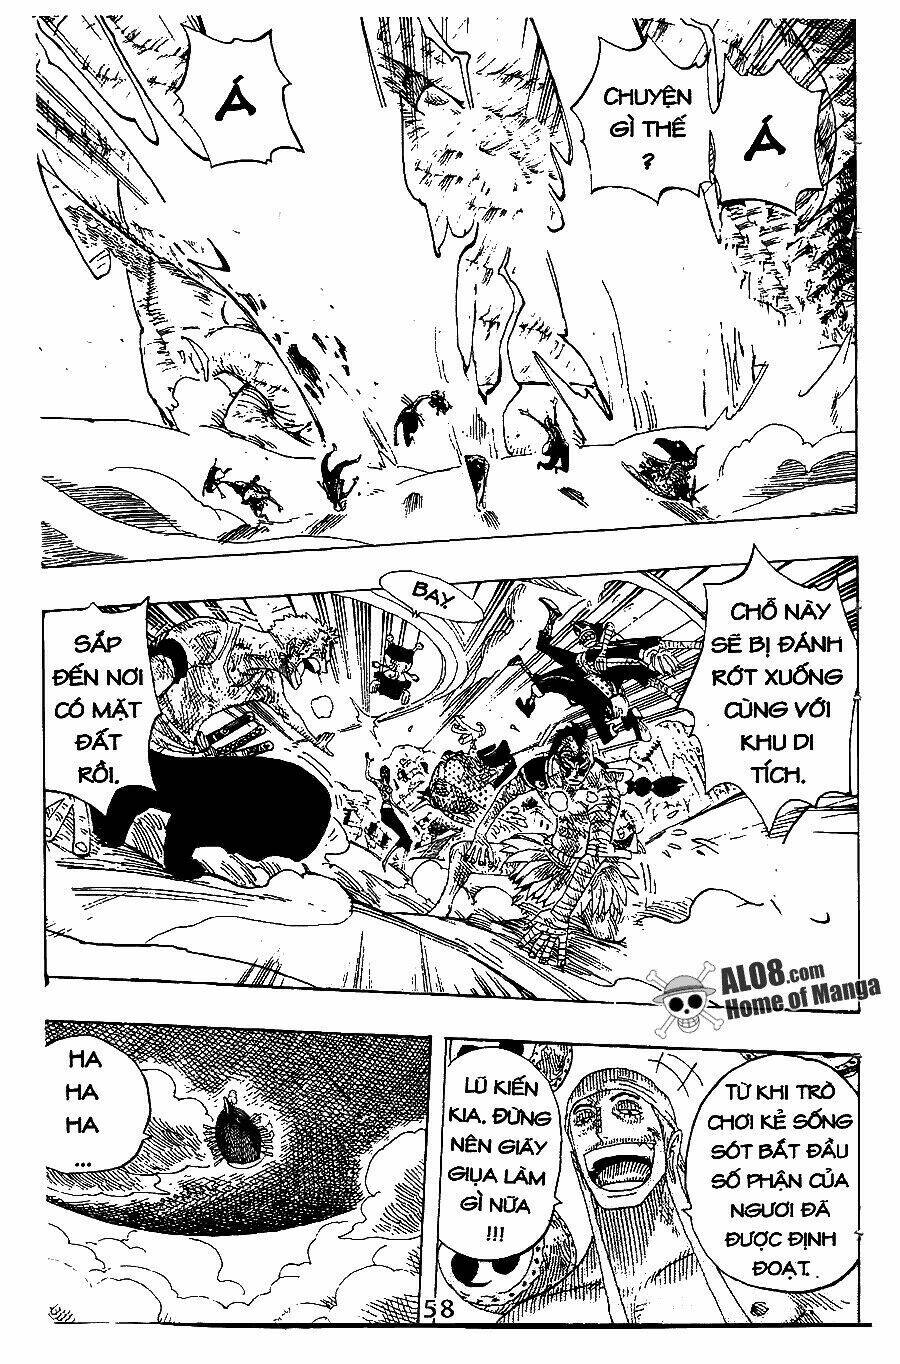 Á
CHUYỆN
GÌ THẾ
?
Á
CHỖ NÀY
SẼ BỊ ĐÁNH
RỚT XUỐNG
CÙNG VỚI
KHU DI
TÍCH.
BAY.
SẮP
ĐẾN NƠI
CÓ MẶT
ĐẤT
RỒI.
AL08.com
Home of Manga
TỪ KHI TRÒ
CHƠI KẺ SỐNG
SÓT BẮT ĐẦU
SỐ PHẬN CỦA
NGƯƠI ĐÃ
ĐƯỢC ĐỊNH
ĐOẠT..
LŨ KIẾN
KIA. ĐỪNG
NÊN GIÃY
GIỤA LÀM
GÌ NỮA
!!!
HA
HA
HA
...
58